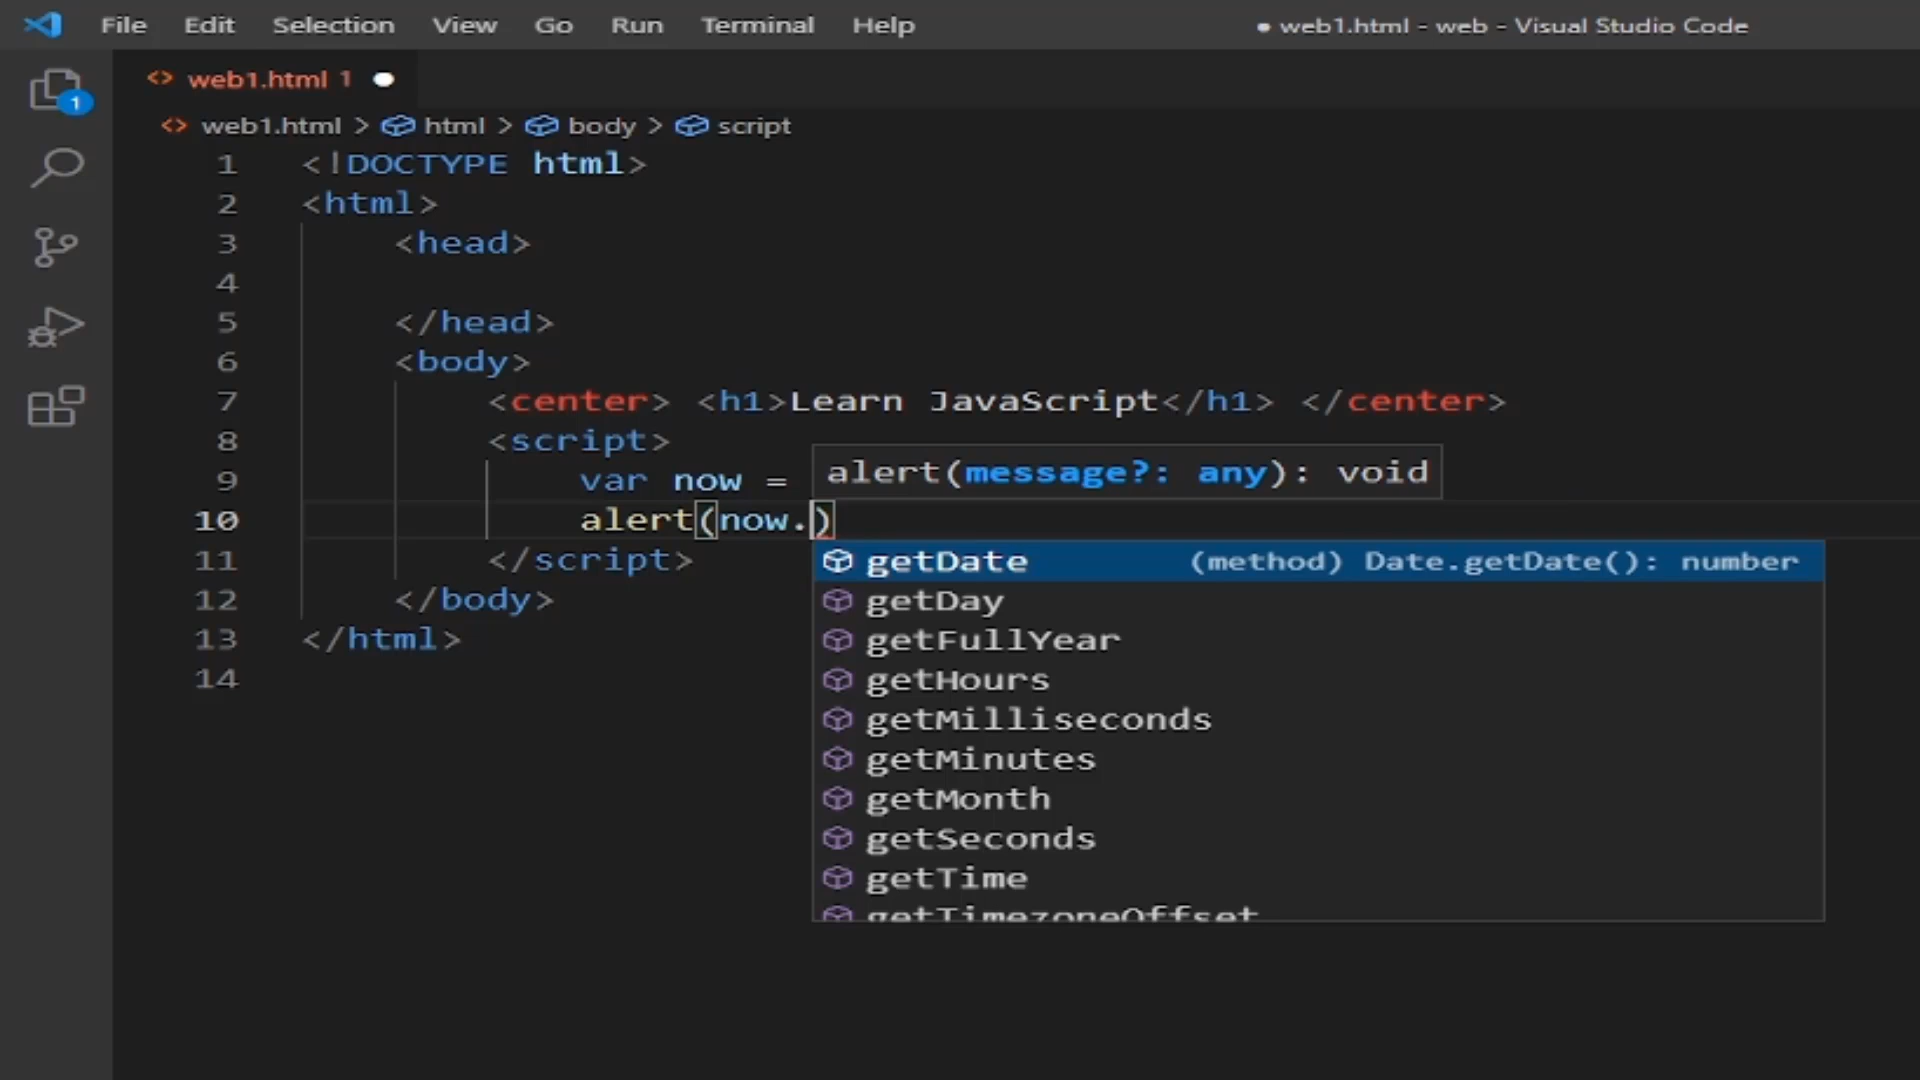 File Edit Selection View Go Run Terminal Help ● web1.html - web - Visual Studio Code
<> web1.html 1 ●
1
<> web1.html > html > body > script
1 <!DOCTYPE html>
2 <html>
3 <head>
4
5 </head>
6 <body>
7 <center> <h1>Learn JavaScript</h1> </center>
8 <script>
alert(message?: any): void
9 var now =
10 alert(now.)
11 </script>
getDate (method) Date.getDate(): number
12 </body>
getDay
13 </html>
getFullYear
14
getHours
getMilliseconds
getMinutes
getMonth
getSeconds
getTime
getTimezoneOffset